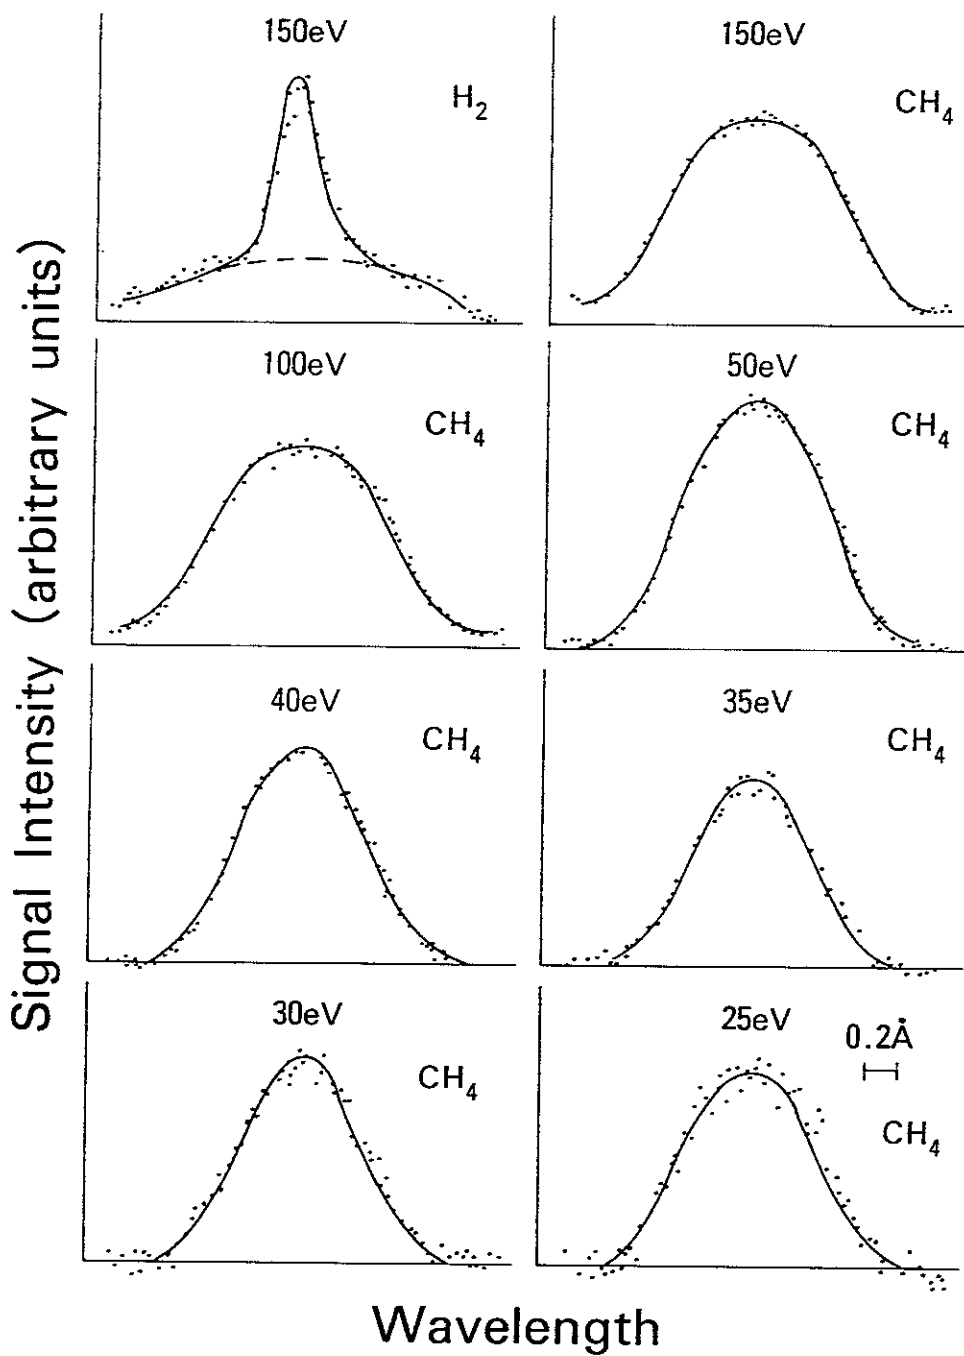 150eV
H2
150eV
CH4
100eV
CH4
50eV
CH4
40eV
CH4
35eV
CH4
30eV
CH4
25eV
0.2Å
CH4
Signal Intensity (arbitrary units)
Wavelength